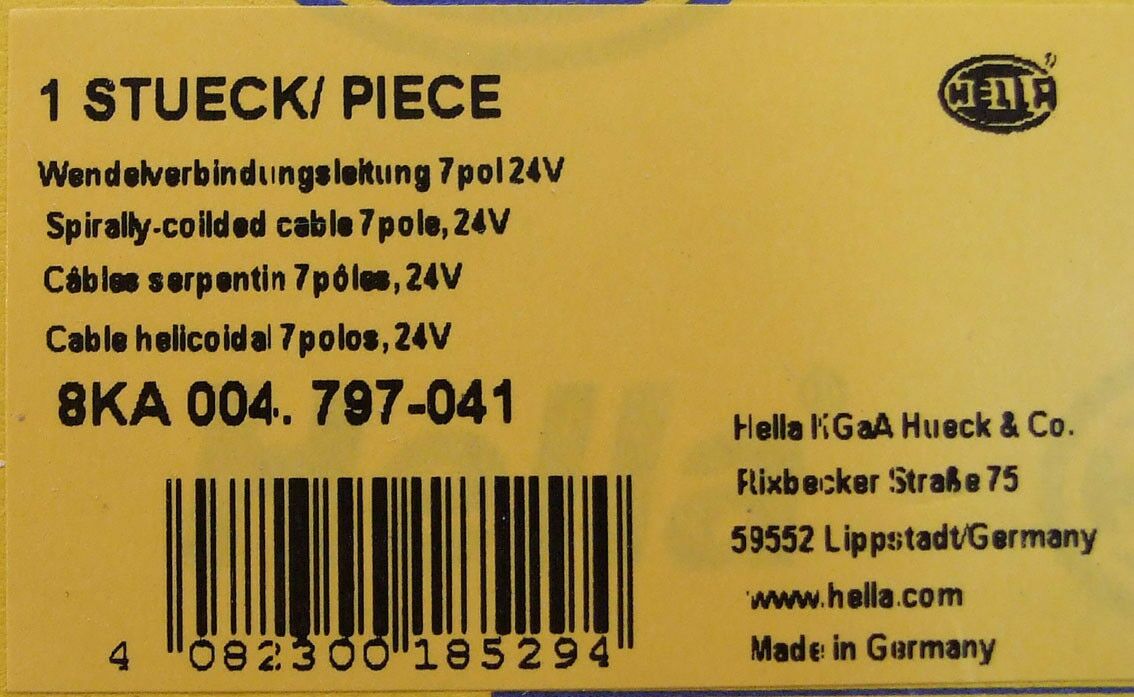 1 STUECK/ PIECE
HELLA
Wendelverbindungsleitung 7pol 24V
Spirally-coilded cable 7pole, 24V
Câbles serpentin 7pôles, 24V
Cable helicoidal 7polos, 24V
8KA 004. 797-041
4 082300 185294
Hella KGaA Hueck & Co.
Rixbecker Straße 75
59552 Lippstadt/Germany
www.hella.com
Made in Germany